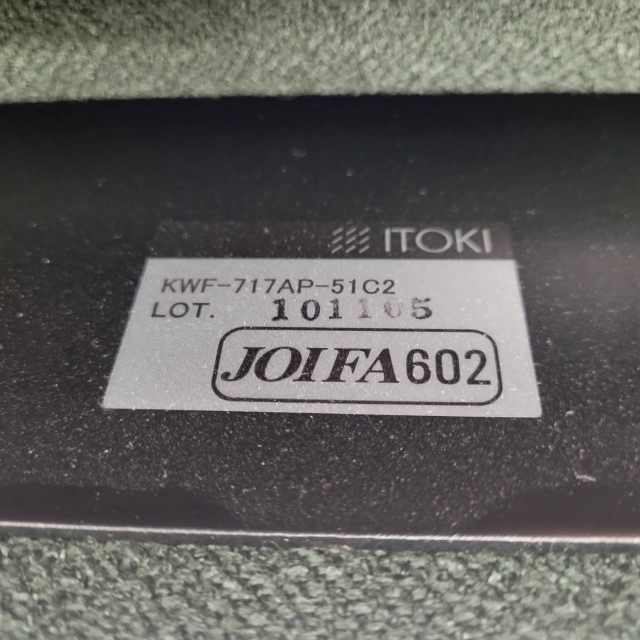 ITOKI
KWF-717AP-51C2
LOT. 101105
JOIFA602